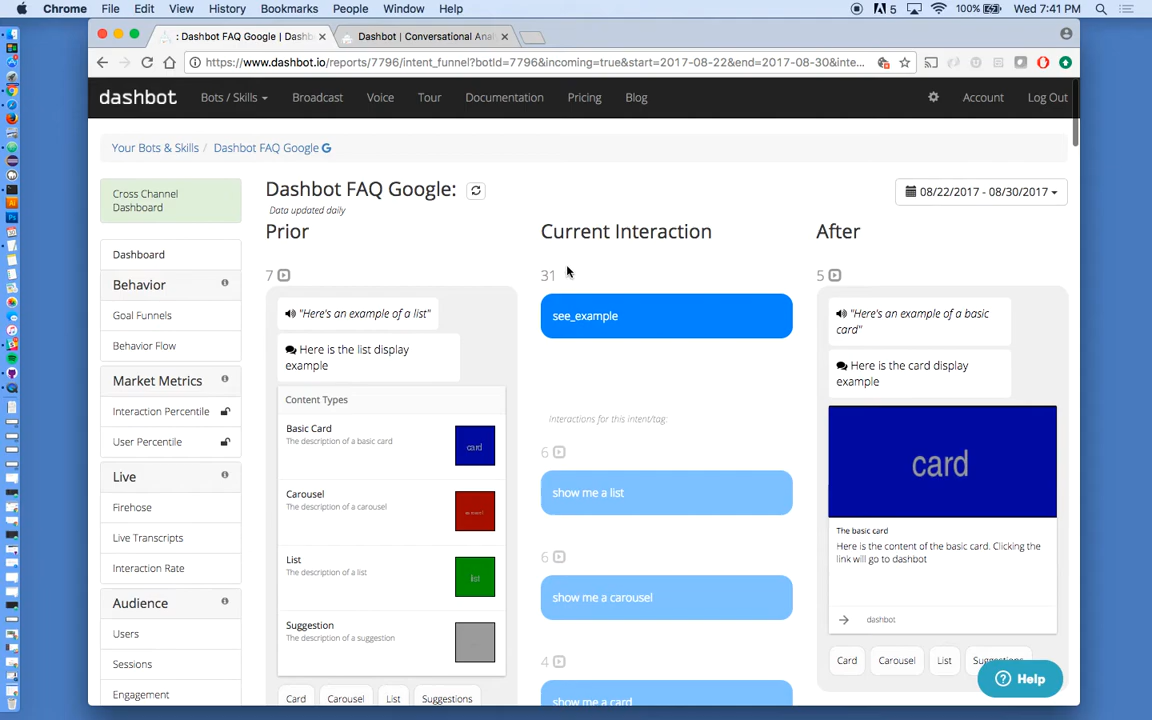 Chrome File Edit View History Bookmarks People Window Help 5 100% Wed 7:41 PM
: Dashbot FAQ Google | Dashb
Dashbot | Conversational Anal
https://www.dashbot.io/reports/7796/intent_funnel?botId=7796&incoming=true&start=2017-08-22&end=2017-08-30&inte...
dashbot Bots / Skills Broadcast Voice Tour Documentation Pricing Blog Account Log Out
Your Bots & Skills / Dashbot FAQ Google G
Cross Channel
Dashboard
Dashboard
Behavior
Goal Funnels
Behavior Flow
Market Metrics
Interaction Percentile
User Percentile
Live
Firehose
Live Transcripts
Interaction Rate
Audience
Users
Sessions
Engagement
Dashbot FAQ Google:
08/22/2017 - 08/30/2017
Data updated daily
Prior
7
"Here's an example of a list"
Here is the list display
example
Content Types
Basic Card
The description of a basic card
card
Carousel
The description of a carousel
List
The description of a list
list
Suggestion
The description of a suggestion
Card Carousel List Suggestions
Current Interaction
31
see_example
Interactions for this intent/tag:
6
show me a list
6
show me a carousel
4
show me a card
After
5
"Here's an example of a basic
card"
Here is the card display
example
card
The basic card
Here is the content of the basic card. Clicking the
link will go to dashbot
dashbot
Card Carousel List Suggestions
Help